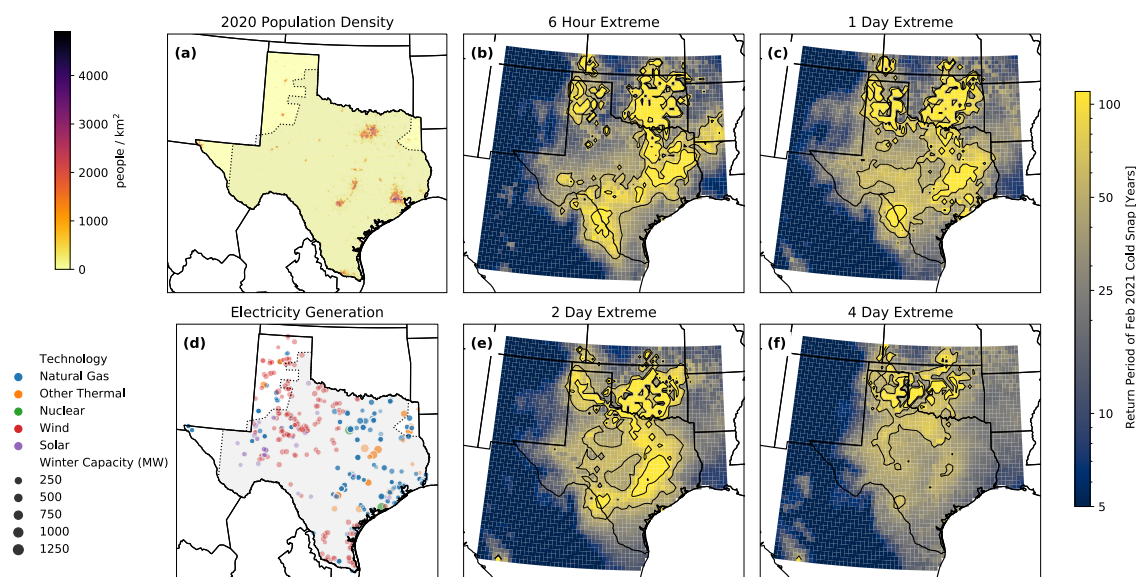 2020 Population Density
6 Hour Extreme
1 Day Extreme
(a)
(b)
(c)
4000
3000
2000
1000
0
people / km²
100
50
25
10
5
Return Period of Feb 2021 Cold Snap [Years]
Electricity Generation
2 Day Extreme
4 Day Extreme
(d)
(e)
(f)
Technology
Natural Gas
Other Thermal
Nuclear
Wind
Solar
Winter Capacity (MW)
250
500
750
1000
1250